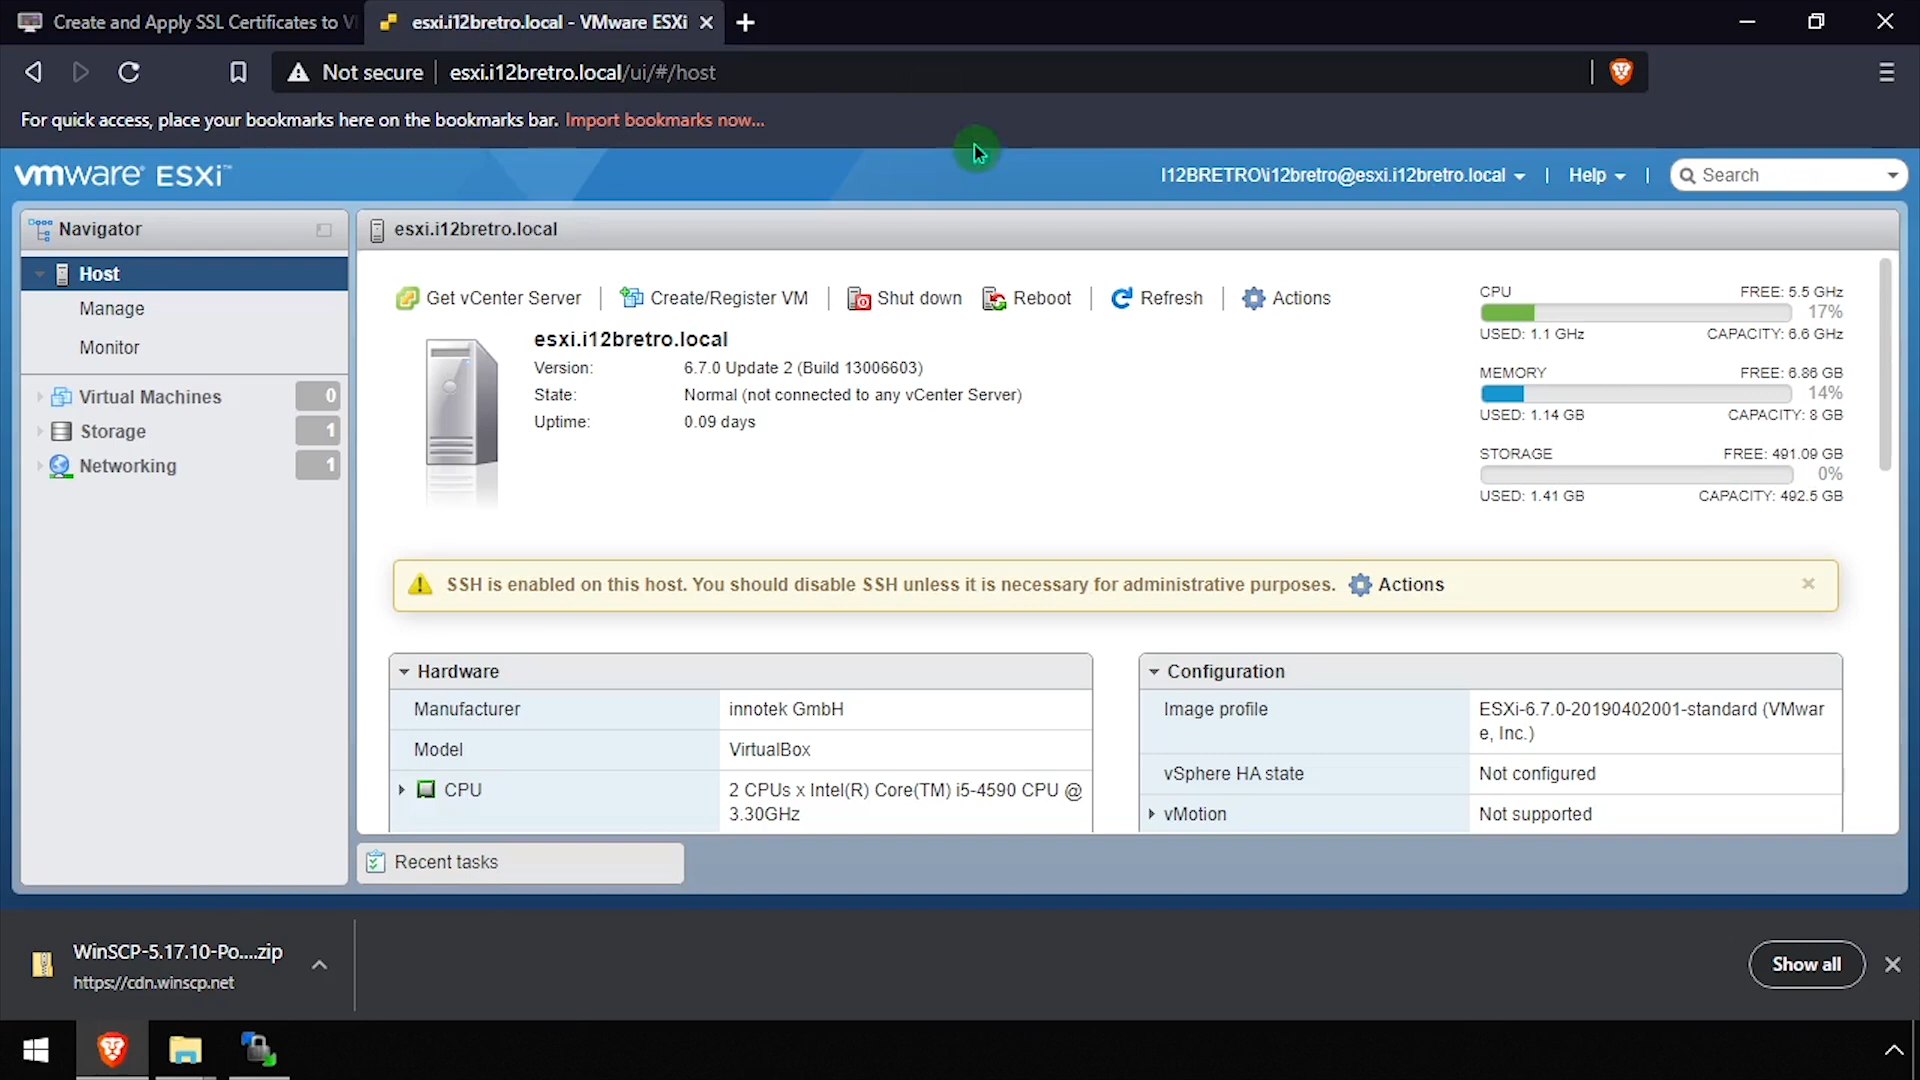 Create and Apply SSL Certificates to V
esxi.i12bretro.local - VMware ESXi
Not secure
esxi.i12bretro.local/ui/#/host
For quick access, place your bookmarks here on the bookmarks bar. Import bookmarks now...
vmware ESXi™
I12BRETRO\i12bretro@esxi.i12bretro.local
Help
Search
Navigator
esxi.i12bretro.local
Host
Manage
Monitor
Virtual Machines 0
Storage 1
Networking 1
Get vCenter Server
Create/Register VM
Shut down
Reboot
Refresh
Actions
esxi.i12bretro.local
Version: 6.7.0 Update 2 (Build 13006603)
State: Normal (not connected to any vCenter Server)
Uptime: 0.09 days
CPU FREE: 5.5 GHz
17%
USED: 1.1 GHz CAPACITY: 6.6 GHz
MEMORY FREE: 6.86 GB
14%
USED: 1.14 GB CAPACITY: 8 GB
STORAGE FREE: 491.09 GB
0%
USED: 1.41 GB CAPACITY: 492.5 GB
SSH is enabled on this host. You should disable SSH unless it is necessary for administrative purposes. Actions
Hardware
Manufacturer innotek GmbH
Model VirtualBox
CPU 2 CPUs x Intel(R) Core(TM) i5-4590 CPU @
3.30GHz
Configuration
Image profile ESXi-6.7.0-20190402001-standard (VMwar
e, Inc.)
vSphere HA state Not configured
vMotion Not supported
Recent tasks
WinSCP-5.17.10-Po....zip
https://cdn.winscp.net
Show all